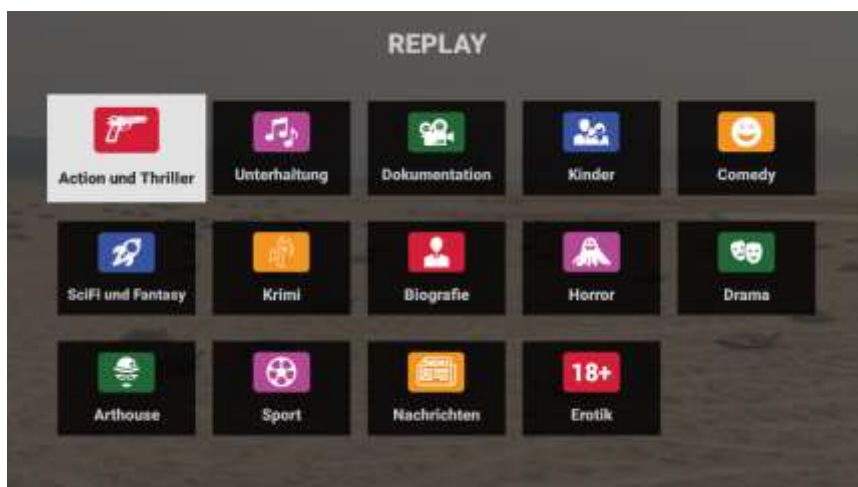 REPLAY
Action und Thriller
Unterhaltung
Dokumentation
Kinder
Comedy
SciFi und Fantasy
Krimi
Biografie
Horror
Drama
Arthouse
Sport
Nachrichten
18+
Erotik